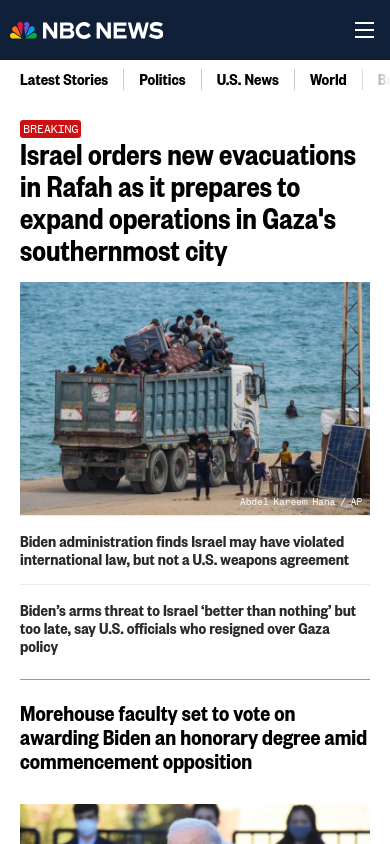 NBC NEWS
Latest Stories
Politics
U.S. News
World
BREAKING
Israel orders new evacuations
in Rafah as it prepares to
expand operations in Gaza's
southernmost city
Abdel Kareem Hana / AP
Biden administration finds Israel may have violated
international law, but not a U.S. weapons agreement
Biden’s arms threat to Israel ‘better than nothing’ but
too late, say U.S. officials who resigned over Gaza
policy
Morehouse faculty set to vote on
awarding Biden an honorary degree amid
commencement opposition